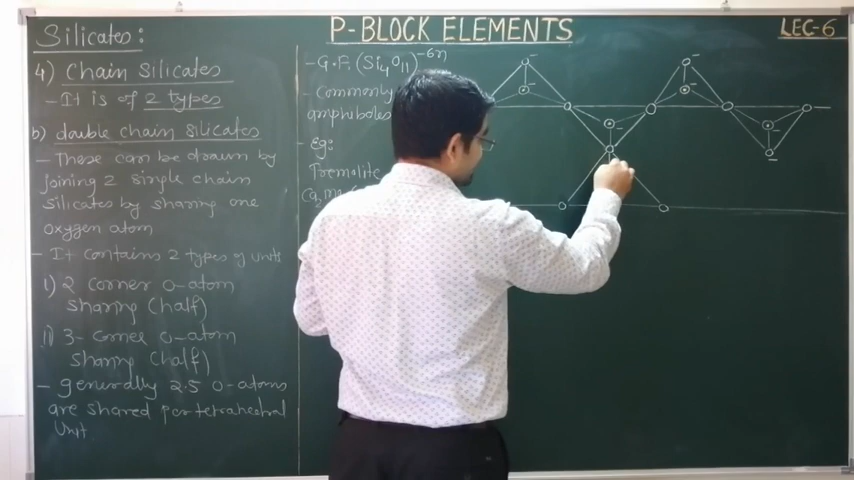 P-BLOCK ELEMENTS
LEC-6
Silicates:
4) Chain silicates
- It is of 2 types
b) double chain silicates
- These can be drawn by
joining 2 simple chain
silicates by sharing one
oxygen atom
- It contains 2 types of units
i) 2 corner O-atom
sharing (half)
ii) 3-corner O-atom
sharing (half)
- generally 2.5 O-atoms
are shared per tetrahedral
Unit
- G.F. (Si4O11)-6n
- Commonly
amphiboles
- Eg:
Tremolite